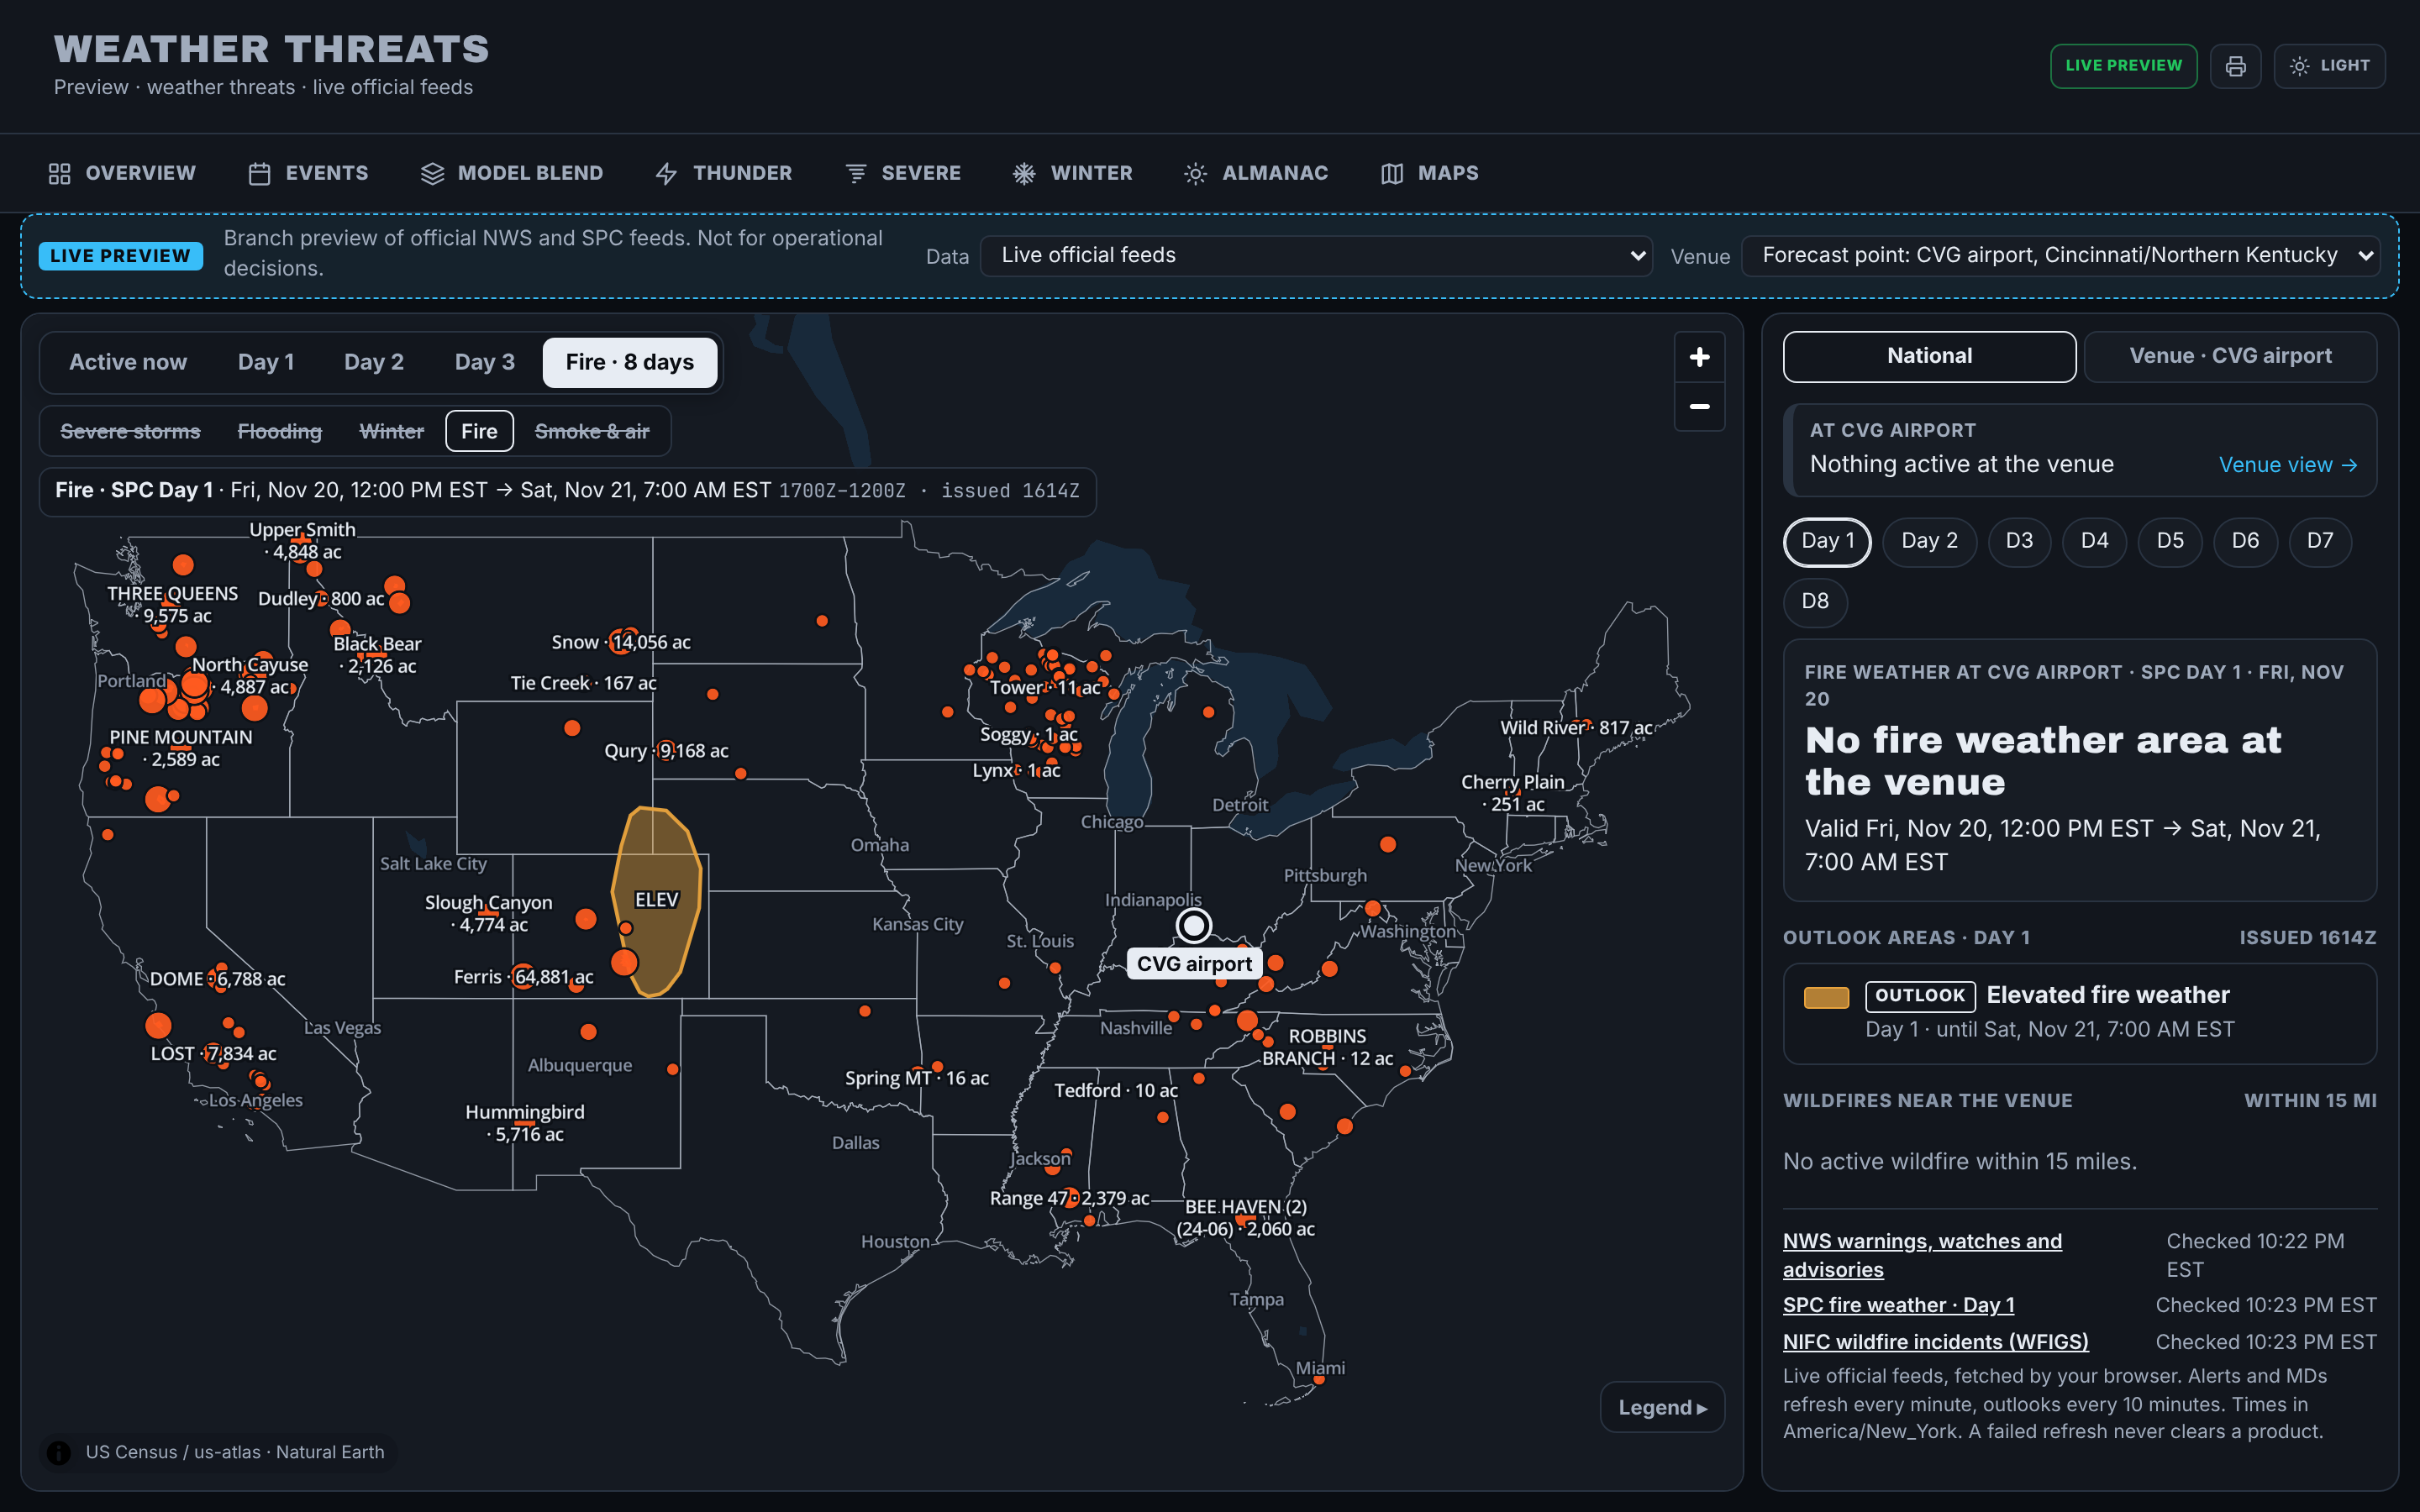 WEATHER THREATS
Preview · weather threats · live official feeds
LIVE PREVIEW
LIGHT
OVERVIEW
EVENTS
MODEL BLEND
THUNDER
SEVERE
WINTER
ALMANAC
MAPS
LIVE PREVIEW
Branch preview of official NWS and SPC feeds. Not for operational
decisions.
Data
Live official feeds
Venue
Forecast point: CVG airport, Cincinnati/Northern Kentucky
Active now
Day 1
Day 2
Day 3
Fire · 8 days
Severe storms
Flooding
Winter
Fire
Smoke & air
Fire · SPC Day 1 · Fri, Nov 20, 12:00 PM EST → Sat, Nov 21, 7:00 AM EST 1700Z–1200Z · issued 1614Z
Upper Smith
· 4,848 ac
THREE QUEENS
· 9,575 ac
Dudley · 800 ac
Black Bear
· 2,126 ac
Snow · 14,056 ac
North Cayuse
· 4,887 ac
Portland
Tie Creek · 167 ac
Tower · 11 ac
PINE MOUNTAIN
· 2,589 ac
Qury · 9,168 ac
Soggy · 1 ac
Lynx · 1 ac
Wild River · 817 ac
Cherry Plain
· 251 ac
Detroit
Chicago
Omaha
Salt Lake City
Pittsburgh
New York
ELEV
Indianapolis
Slough Canyon
· 4,774 ac
Kansas City
St. Louis
Washington
CVG airport
DOME · 6,788 ac
Ferris · 64,881 ac
Las Vegas
Nashville
LOST · 7,834 ac
Albuquerque
ROBBINS
BRANCH · 12 ac
Spring MT · 16 ac
Tedford · 10 ac
Los Angeles
Hummingbird
· 5,716 ac
Dallas
Jackson
Range 47 · 2,379 ac
BEE HAVEN (2)
(24-06) · 2,060 ac
Houston
Tampa
Miami
Legend ▸
US Census / us-atlas · Natural Earth
National
Venue · CVG airport
AT CVG AIRPORT
Nothing active at the venue
Venue view →
Day 1
Day 2
D3
D4
D5
D6
D7
D8
FIRE WEATHER AT CVG AIRPORT · SPC DAY 1 · FRI, NOV
20
No fire weather area at
the venue
Valid Fri, Nov 20, 12:00 PM EST → Sat, Nov 21,
7:00 AM EST
OUTLOOK AREAS · DAY 1
ISSUED 1614Z
OUTLOOK
Elevated fire weather
Day 1 · until Sat, Nov 21, 7:00 AM EST
WILDFIRES NEAR THE VENUE
WITHIN 15 MI
No active wildfire within 15 miles.
NWS warnings, watches and
advisories
Checked 10:22 PM
EST
SPC fire weather · Day 1
Checked 10:23 PM EST
NIFC wildfire incidents (WFIGS)
Checked 10:23 PM EST
Live official feeds, fetched by your browser. Alerts and MDs
refresh every minute, outlooks every 10 minutes. Times in
America/New_York. A failed refresh never clears a product.